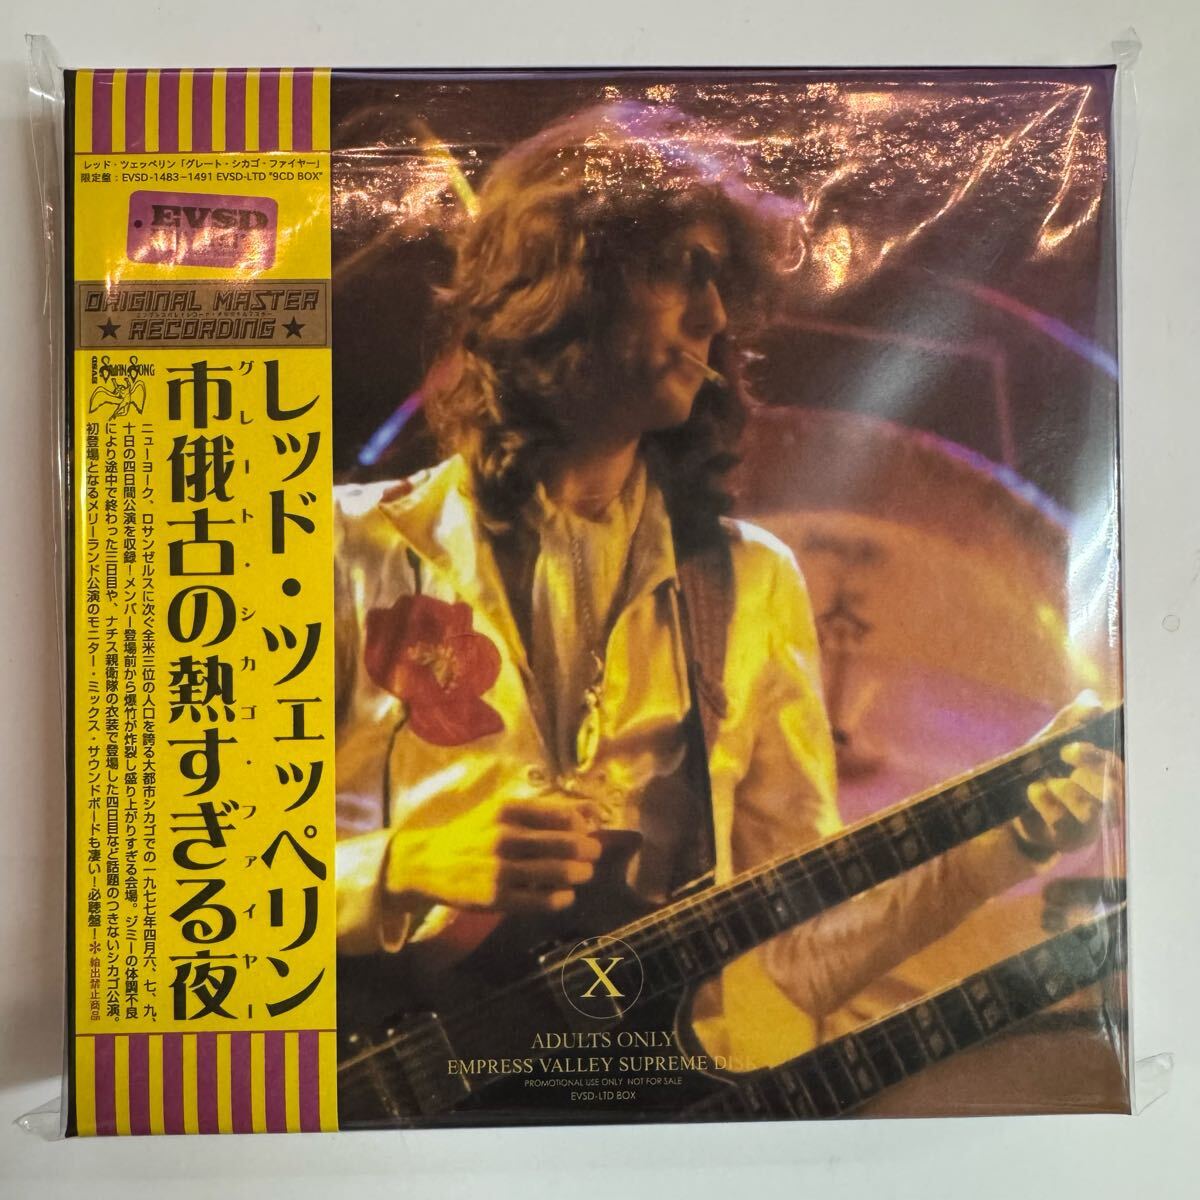 レッド・ツェッペリン「グレート・シカゴ・ファイヤー」
限定盤：EVSD-1483-1491 EVSD-LTD "9CD BOX"
EVSD
ORIGINAL MASTER
★ RECORDING ★
レッド・ツェッペリン
市俄古の熱すぎる夜
グレート・シカゴ・ファイヤー
SWAN SONG
EVSD
ニューヨーク、ロサンゼルスに次ぐ全米三位の人口を誇る大都市シカゴでの一九七七年四月六、七、九、
十日の四日間公演を収録！メンバー登場前から爆竹が炸裂し盛り上がりすぎる会場。ジミーの体調不良
により途中で終わった三日目や、ナチス親衛隊の衣装で登場した四日目など話題のつきないシカゴ公演。
初登場となるメリーランド公演のモニター・ミックス・サウンドボードも凄い！必聴盤！※輸出禁止商品
X
ADULTS ONLY
EMPRESS VALLEY SUPREME DISK
PROMOTIONAL USE ONLY NOT FOR SALE
EVSD-LTD BOX